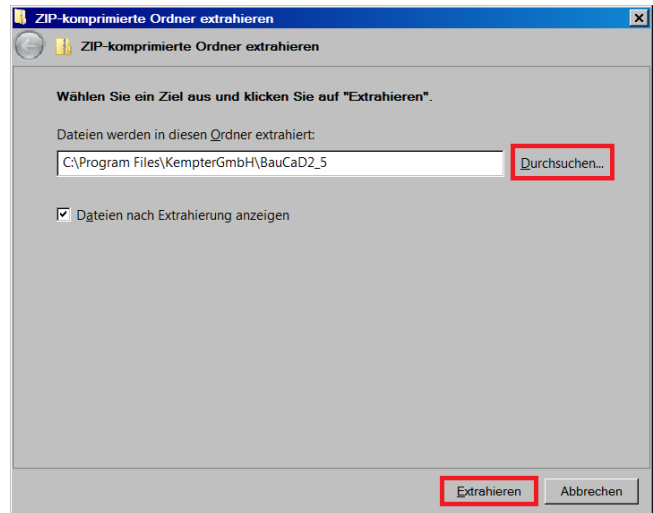 ZIP-komprimierte Ordner extrahieren
ZIP-komprimierte Ordner extrahieren
Wählen Sie ein Ziel aus und klicken Sie auf "Extrahieren".
Dateien werden in diesen Ordner extrahiert:
C:\Program Files\KempterGmbH\BauCaD2_5
Durchsuchen...
Dateien nach Extrahierung anzeigen
Extrahieren
Abbrechen